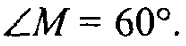 ∠M = 60°.